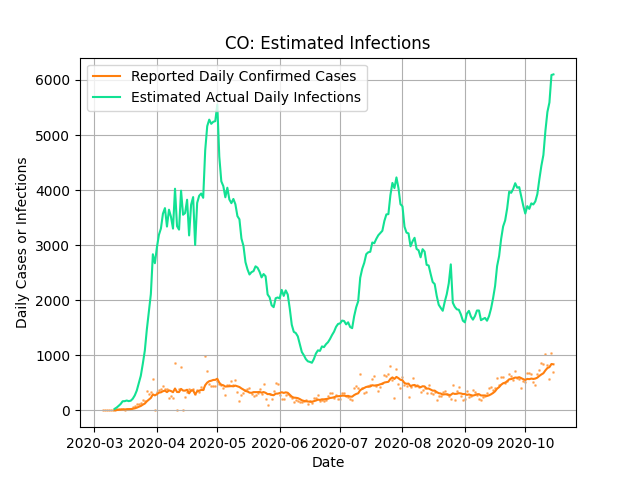 CO: Estimated Infections
Reported Daily Confirmed Cases
Estimated Actual Daily Infections
Daily Cases or Infections
6000
5000
4000
3000
2000
1000
0
2020-03 2020-04 2020-05 2020-06 2020-07 2020-08 2020-09 2020-10
Date